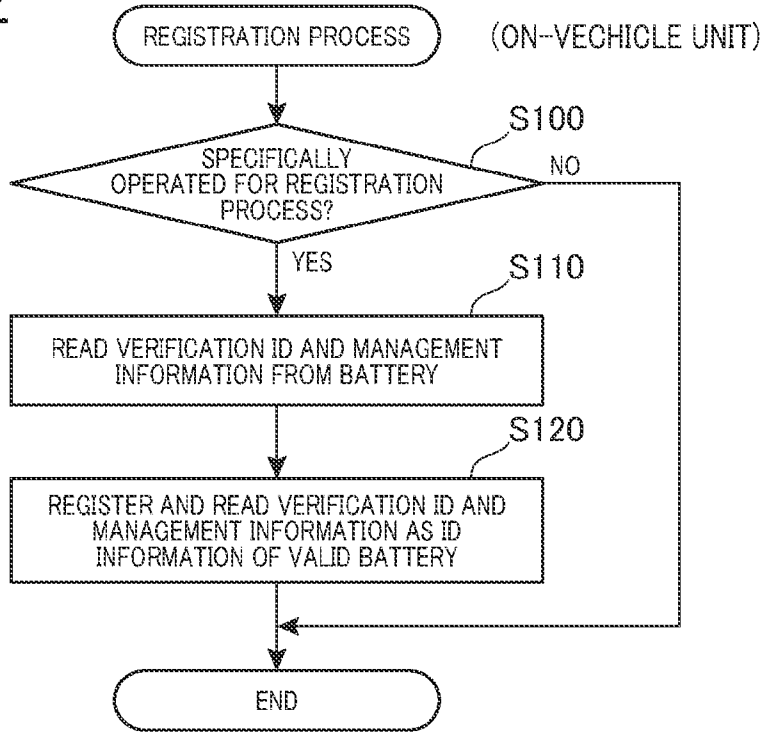 REGISTRATION PROCESS
(ON-VECHICLE UNIT)
S100
SPECIFICALLY
OPERATED FOR REGISTRATION
PROCESS?
NO
YES
S110
READ VERIFICATION ID AND MANAGEMENT
INFORMATION FROM BATTERY
S120
REGISTER AND READ VERIFICATION ID AND
MANAGEMENT INFORMATION AS ID
INFORMATION OF VALID BATTERY
END